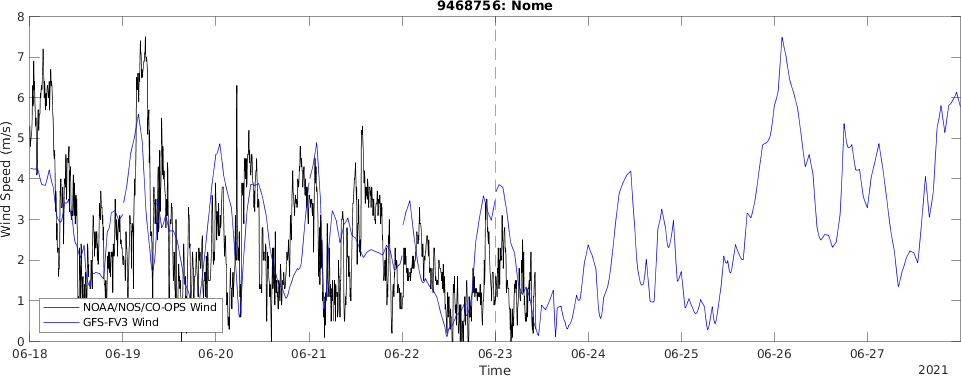 9468756: Nome
8
7
6
5
4
3
2
1
0
Wind Speed (m/s)
NOAA/NOS/CO-OPS Wind
GFS-FV3 Wind
06-18 06-19 06-20 06-21 06-22 06-23 06-24 06-25 06-26 06-27
Time
2021